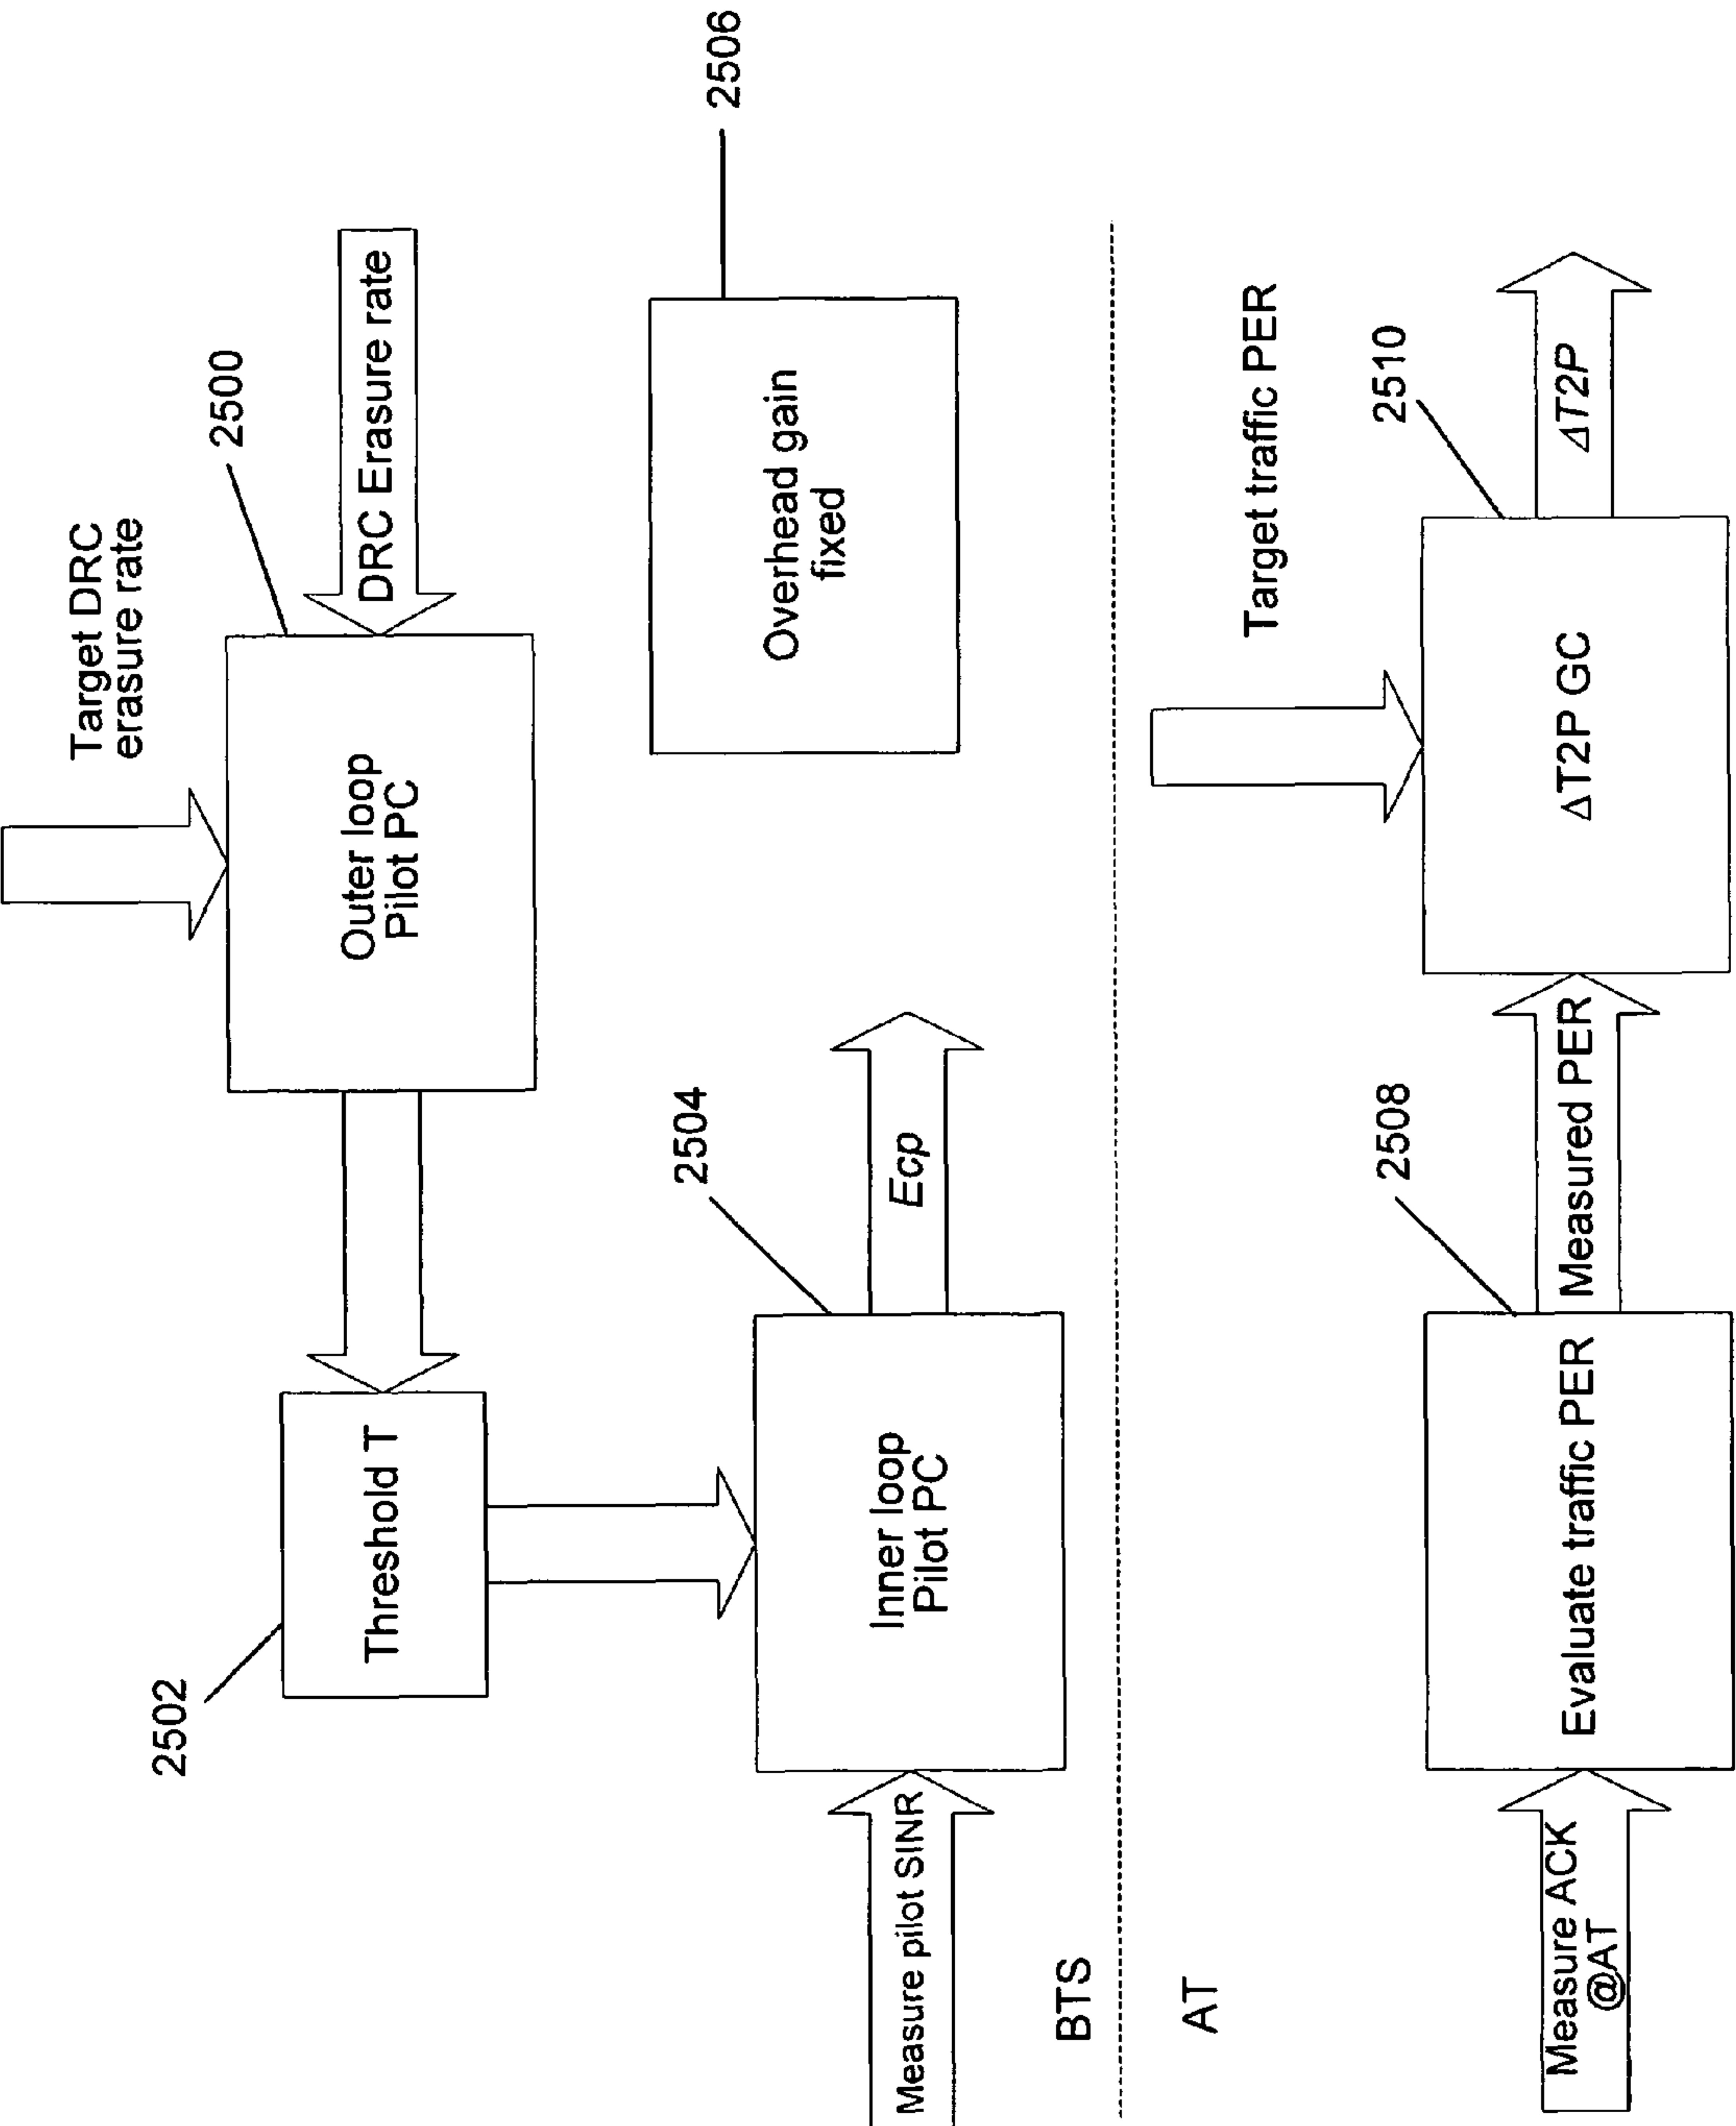 Target DRC
erasure rate
2500
2502
Threshold T
Outer loop
Pilot PC
DRC Erasure rate
2504
2506
Measure pilot SINR
Inner loop
Pilot PC
Ecp
Overhead gain
fixed
BTS
AT
Target traffic PER
2508
2510
Measure ACK
@AT
Evaluate traffic PER
Measured PER
ΔT2P GC
ΔT2P